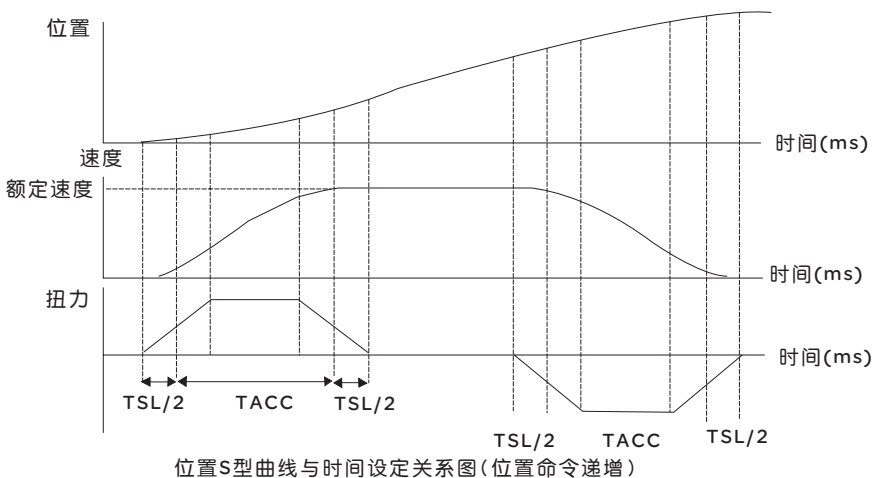 位置
时间(ms)
速度
额定速度
时间(ms)
扭力
时间(ms)
TSL/2 TACC TSL/2
TSL/2 TACC TSL/2
位置S型曲线与时间设定关系图(位置命令递增)